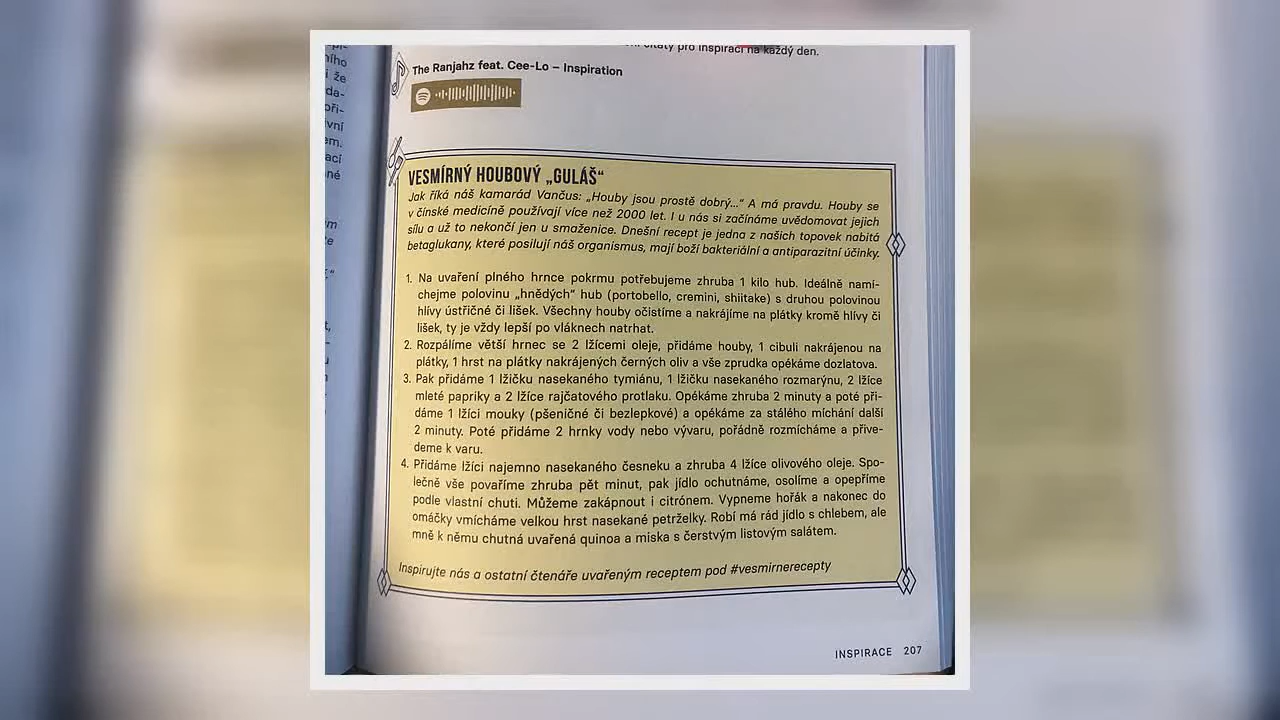 citáty pro inspiraci na každý den.
The Ranjahz feat. Cee-Lo – Inspiration
VESMÍRNÝ HOUBOVÝ „GULÁŠ“
Jak říká náš kamarád Vančus: „Houby jsou prostě dobrý...“ A má pravdu. Houby se
v čínské medicíně používají více než 2000 let. I u nás si začínáme uvědomovat jejich
sílu a už to nekončí jen u smaženice. Dnešní recept je jedna z našich topovek nabitá
betaglukany, které posilují náš organismus, mají boží bakteriální a antiparazitní účinky.
1. Na uvaření plného hrnce pokrmu potřebujeme zhruba 1 kilo hub. Ideálně namí-
chejme polovinu „hnědých“ hub (portobello, cremini, shiitake) s druhou polovinou
hlívy ústřičné či lišek. Všechny houby očistíme a nakrájíme na plátky kromě hlívy či
lišek, ty je vždy lepší po vláknech natrhat.
2. Rozpálíme větší hrnec se 2 lžícemi oleje, přidáme houby, 1 cibuli nakrájenou na
plátky, 1 hrst na plátky nakrájených černých oliv a vše zprudka opékáme dozlatova.
3. Pak přidáme 1 lžičku nasekaného tymiánu, 1 lžičku nasekaného rozmarýnu, 2 lžíce
mleté papriky a 2 lžíce rajčatového protlaku. Opékáme zhruba 2 minuty a poté při-
dáme 1 lžíci mouky (pšeničné či bezlepkové) a opékáme za stálého míchání další
2 minuty. Poté přidáme 2 hrnky vody nebo vývaru, pořádně rozmícháme a přive-
deme k varu.
4. Přidáme lžíci najemno nasekaného česneku a zhruba 4 lžíce olivového oleje. Spo-
lečně vše povaříme zhruba pět minut, pak jídlo ochutnáme, osolíme a opepříme
podle vlastní chuti. Můžeme zakápnout i citrónem. Vypneme hořák a nakonec do
omáčky vmícháme velkou hrst nasekané petrželky. Robí má rád jídlo s chlebem, ale
mně k němu chutná uvařená quinoa a miska s čerstvým listovým salátem.
Inspirujte nás a ostatní čtenáře uvařeným receptem pod #vesmirnerecepty
INSPIRACE 207